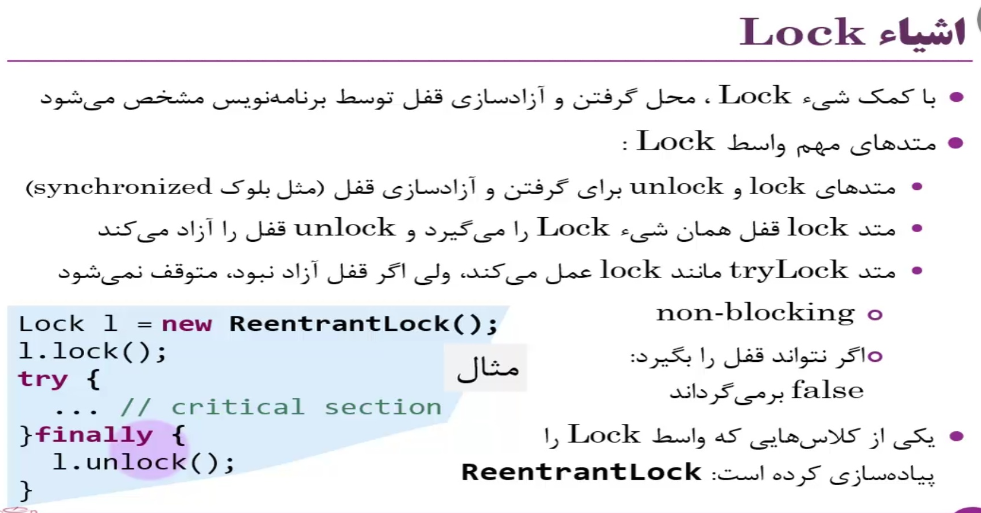 اشیاء Lock
با کمک شیء Lock ، محل گرفتن و آزادسازی قفل توسط برنامه‌نویس مشخص می‌شود
متدهای مهم واسط Lock :
متدهای lock و unlock برای گرفتن و آزادسازی قفل (مثل بلوک synchronized)
متد lock قفل همان شیء Lock را می‌گیرد و unlock قفل را آزاد می‌کند
متد tryLock مانند lock عمل می‌کند، ولی اگر قفل آزاد نبود، متوقف نمی‌شود
non-blocking
اگر نتواند قفل را بگیرد:
false برمی‌گرداند
یکی از کلاس‌هایی که واسط Lock را
پیاده‌سازی کرده است: ReentrantLock
مثال
Lock l = new ReentrantLock();
l.lock();
try {
... // critical section
}finally {
l.unlock();
}